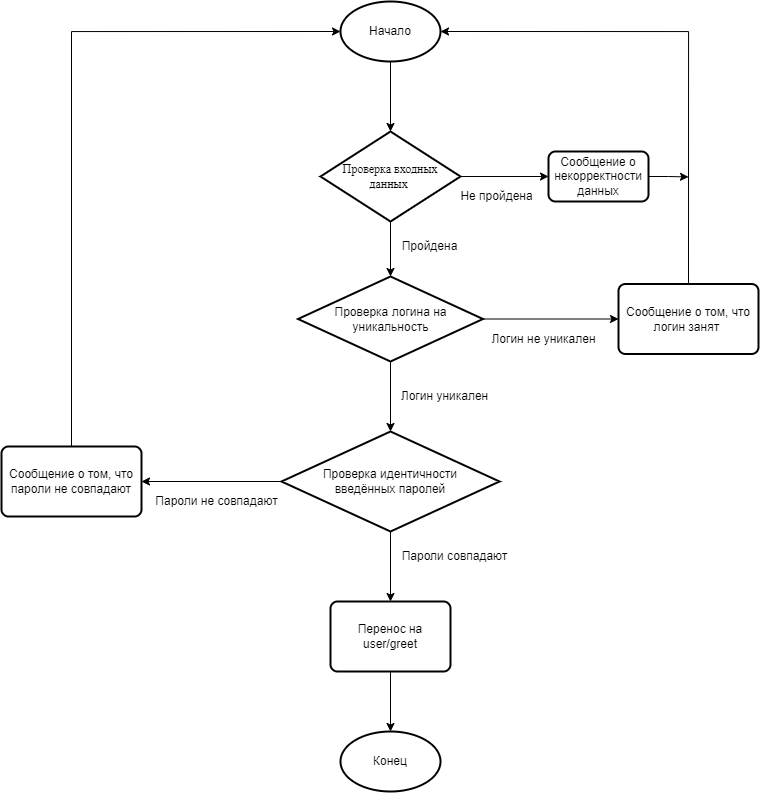 Начало
Проверка входных
данных
Сообщение о
некорректности
данных
Не пройдена
Пройдена
Проверка логина на
уникальность
Сообщение о том, что
логин занят
Логин не уникален
Логин уникален
Сообщение о том, что
пароли не совпадают
Проверка идентичности
введённых паролей
Пароли не совпадают
Пароли совпадают
Перенос на
user/greet
Конец